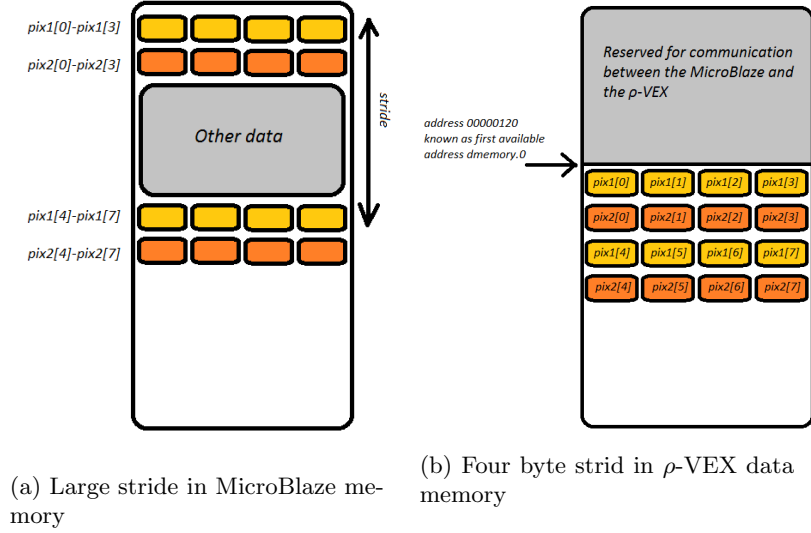 pix1[0]-pix1[3]
pix2[0]-pix2[3]
Other data
stride
pix1[4]-pix1[7]
pix2[4]-pix2[7]
(a) Large stride in MicroBlaze me-
mory
Reserved for communication
between the MicroBlaze and
the ρ-VEX
address 00000120
known as first available
address dmemory.0
pix1[0] pix1[1] pix1[2] pix1[3]
pix2[0] pix2[1] pix2[2] pix2[3]
pix1[4] pix1[5] pix1[6] pix1[7]
pix2[4] pix2[5] pix2[6] pix2[7]
(b) Four byte strid in ρ-VEX data
memory